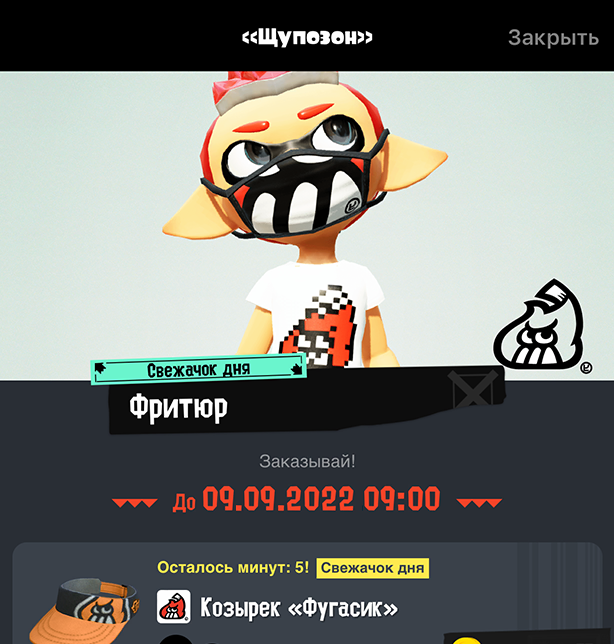 «Щупозон» Закрыть
Свежачок дня
Фритюр
Заказывай!
До 09.09.2022 09:00
Осталось минут: 5! Свежачок дня
Козырек «Фугасик»